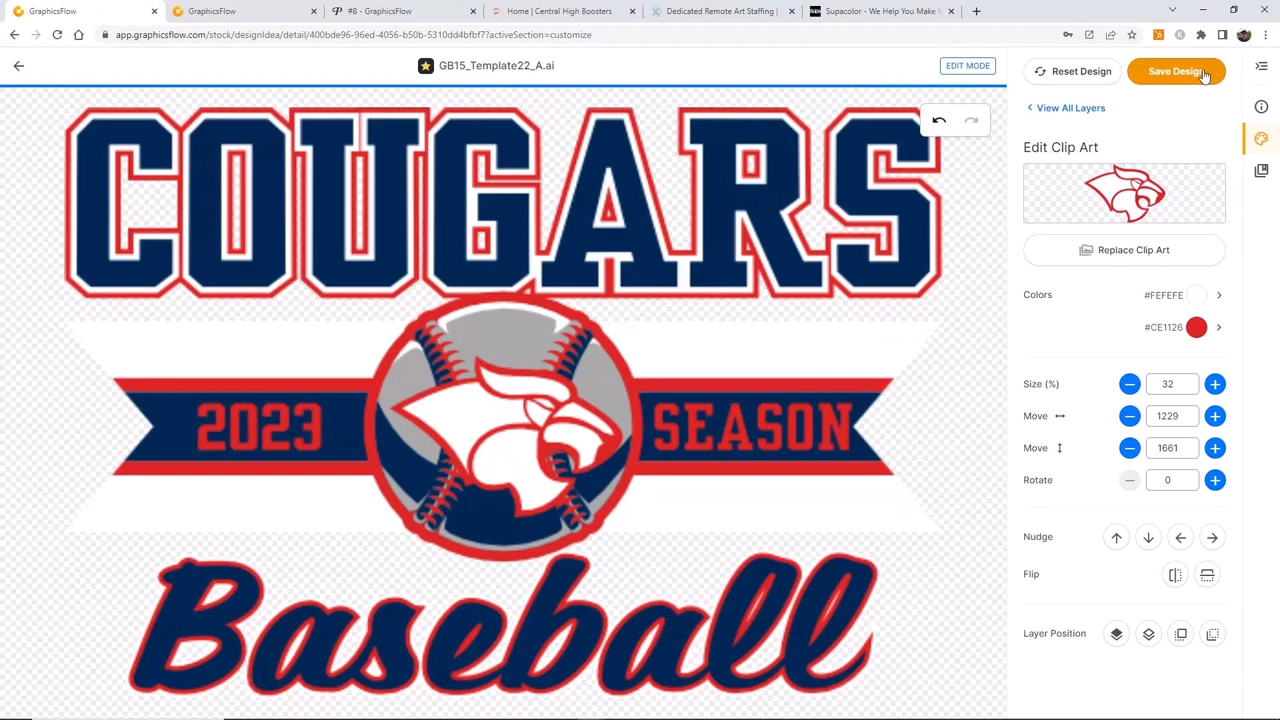 GraphicsFlow
GraphicsFlow
#8 - GraphicsFlow
Home | Central High Boosters
Dedicated Remote Art Staffing |
Supacolor - We Help You Make
app.graphicsflow.com/stock/designIdea/detail/400bde96-96ed-4056-b50b-5310dd4bfbf7?activeSection=customize
GB15_Template22_A.ai
EDIT MODE
Reset Design
Save Design
View All Layers
Edit Clip Art
Replace Clip Art
Colors #FEFEFE
#CE1126
Size (%) 32
Move 1229
Move 1661
Rotate 0
Nudge
Flip
Layer Position
COUGARS
2023 SEASON
Baseball